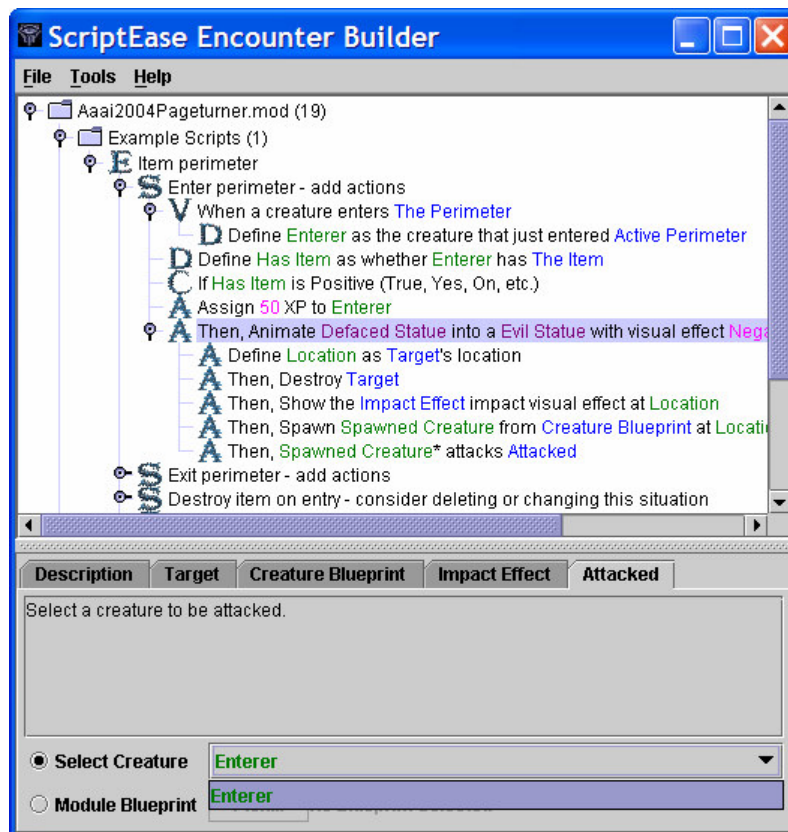 ScriptEase Encounter Builder
File Tools Help
Aaai2004Pageturner.mod (19)
Example Scripts (1)
E Item perimeter
S Enter perimeter - add actions
V When a creature enters The Perimeter
D Define Enterer as the creature that just entered Active Perimeter
D Define Has Item as whether Enterer has The Item
C If Has Item is Positive (True, Yes, On, etc.)
A Assign 50 XP to Enterer
A Then, Animate Defaced Statue into a Evil Statue with visual effect Nega
A Define Location as Target's location
A Then, Destroy Target
A Then, Show the Impact Effect impact visual effect at Location
A Then, Spawn Spawned Creature from Creature Blueprint at Locati
A Then, Spawned Creature* attacks Attacked
S Exit perimeter - add actions
S Destroy item on entry - consider deleting or changing this situation
Description Target Creature Blueprint Impact Effect Attacked
Select a creature to be attacked.
Select Creature Enterer
Enterer
Module Blueprint